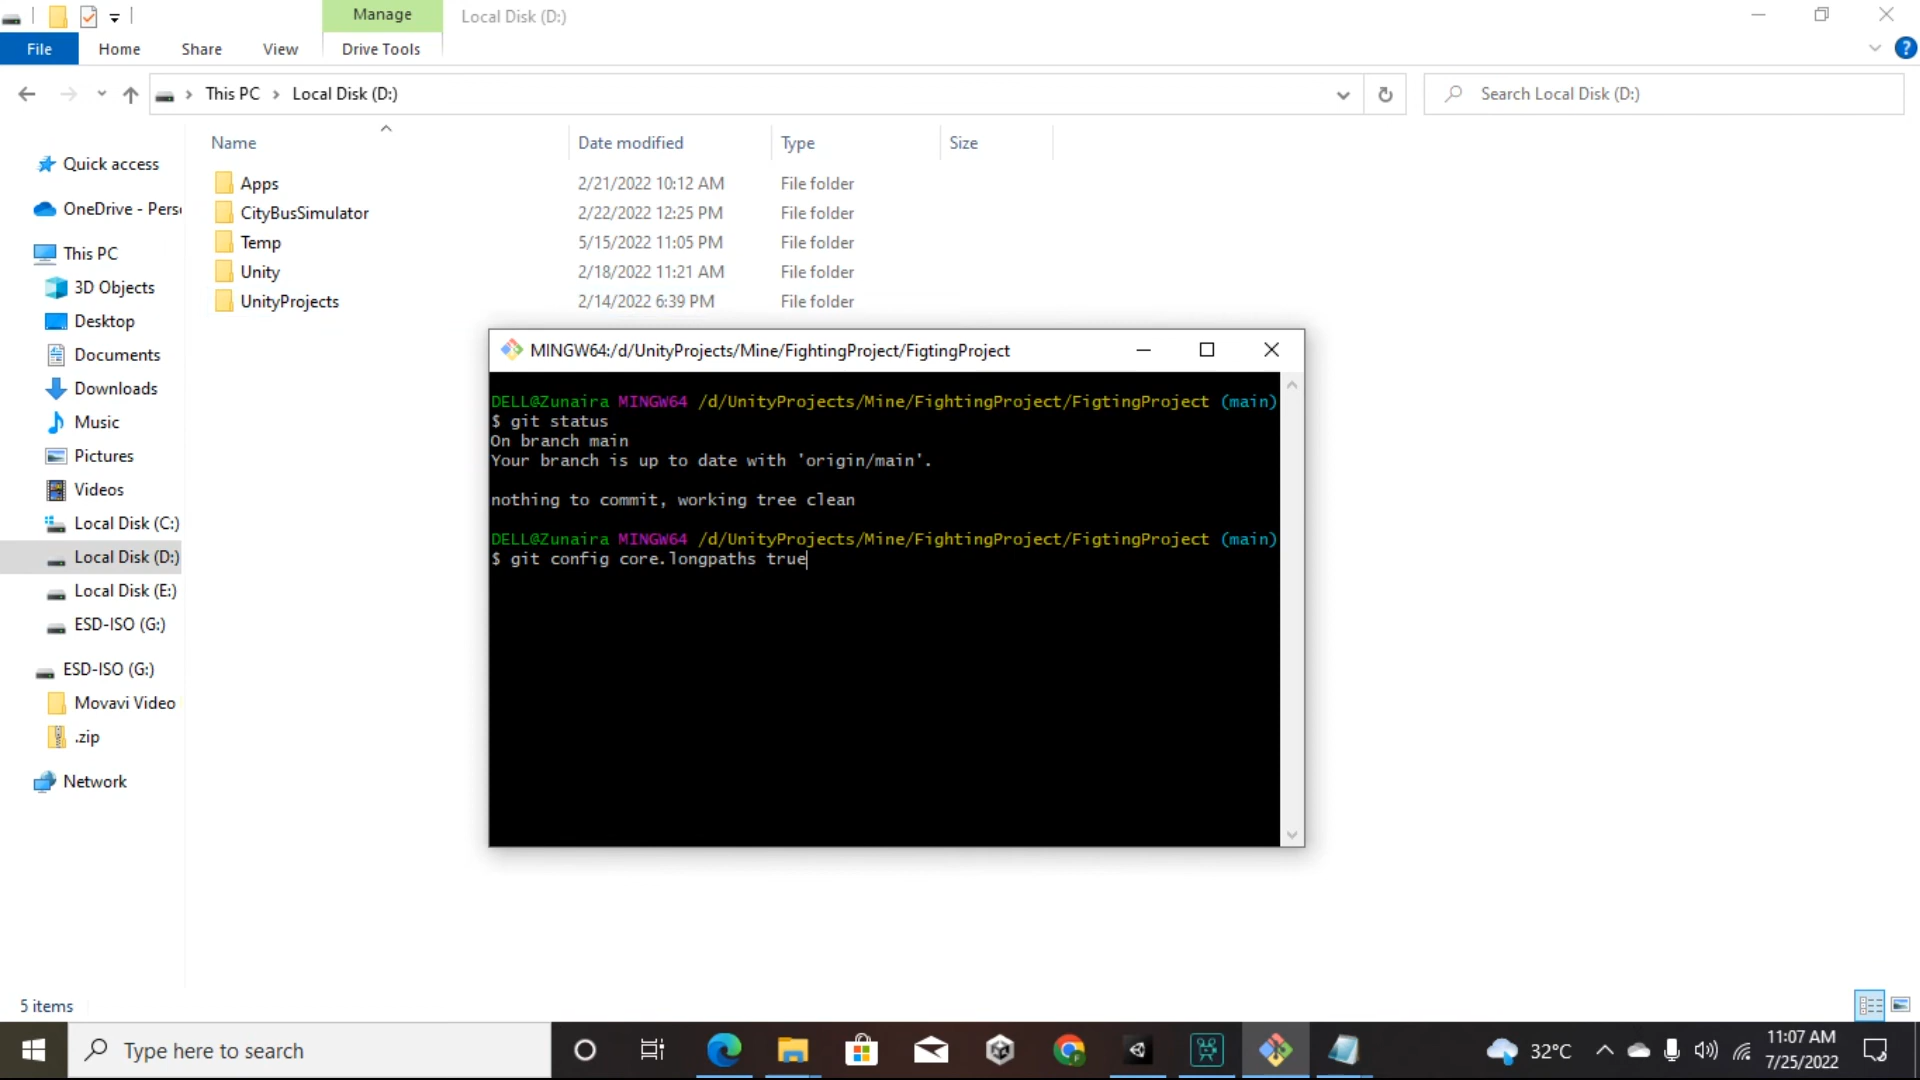 Manage
Local Disk (D:)
File
Home
Share
View
Drive Tools
This PC
Local Disk (D:)
Search Local Disk (D:)
Name
Date modified
Type
Size
Quick access
OneDrive - Pers
This PC
3D Objects
Desktop
Documents
Downloads
Music
Pictures
Videos
Local Disk (C:)
Local Disk (D:)
Local Disk (E:)
ESD-ISO (G:)
ESD-ISO (G:)
Movavi Video
.zip
Network
Apps 2/21/2022 10:12 AM File folder
CityBusSimulator 2/22/2022 12:25 PM File folder
Temp 5/15/2022 11:05 PM File folder
Unity 2/18/2022 11:21 AM File folder
UnityProjects 2/14/2022 6:39 PM File folder
MINGW64:/d/UnityProjects/Mine/FightingProject/FigtingProject
DELL@Zunaira MINGW64 /d/UnityProjects/Mine/FightingProject/FigtingProject (main)
$ git status
On branch main
Your branch is up to date with 'origin/main'.
nothing to commit, working tree clean
DELL@Zunaira MINGW64 /d/UnityProjects/Mine/FightingProject/FigtingProject (main)
$ git config core.longpaths true
5 items
Type here to search
32°C
11:07 AM
7/25/2022